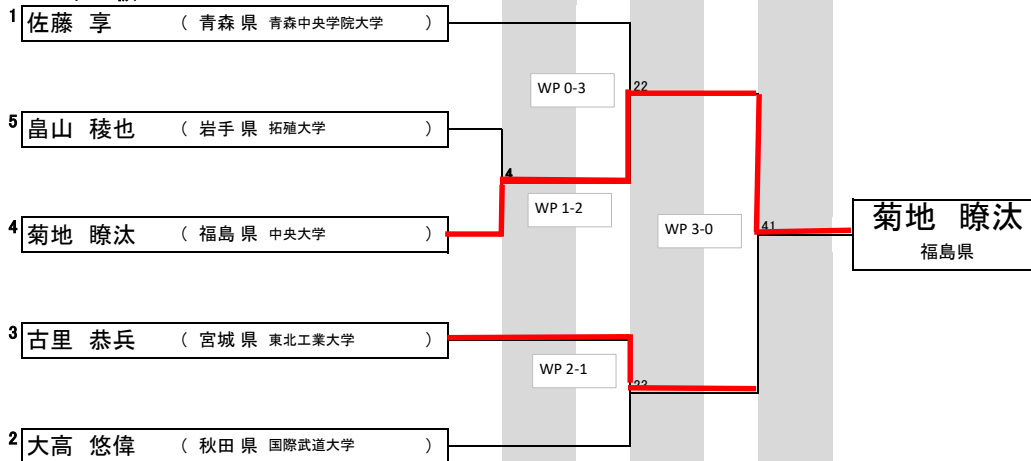 1 佐藤 享 ( 青森 県 青森中央学院大学 )
WP 0-3
22
5 畠山 稜也 ( 岩手 県 拓殖大学 )
4
WP 1-2
4 菊地 瞭汰 ( 福島 県 中央大学 )
WP 3-0
41
菊地 瞭汰
福島県
3 古里 恭兵 ( 宮城 県 東北工業大学 )
WP 2-1
23
2 大高 悠偉 ( 秋田 県 国際武道大学 )